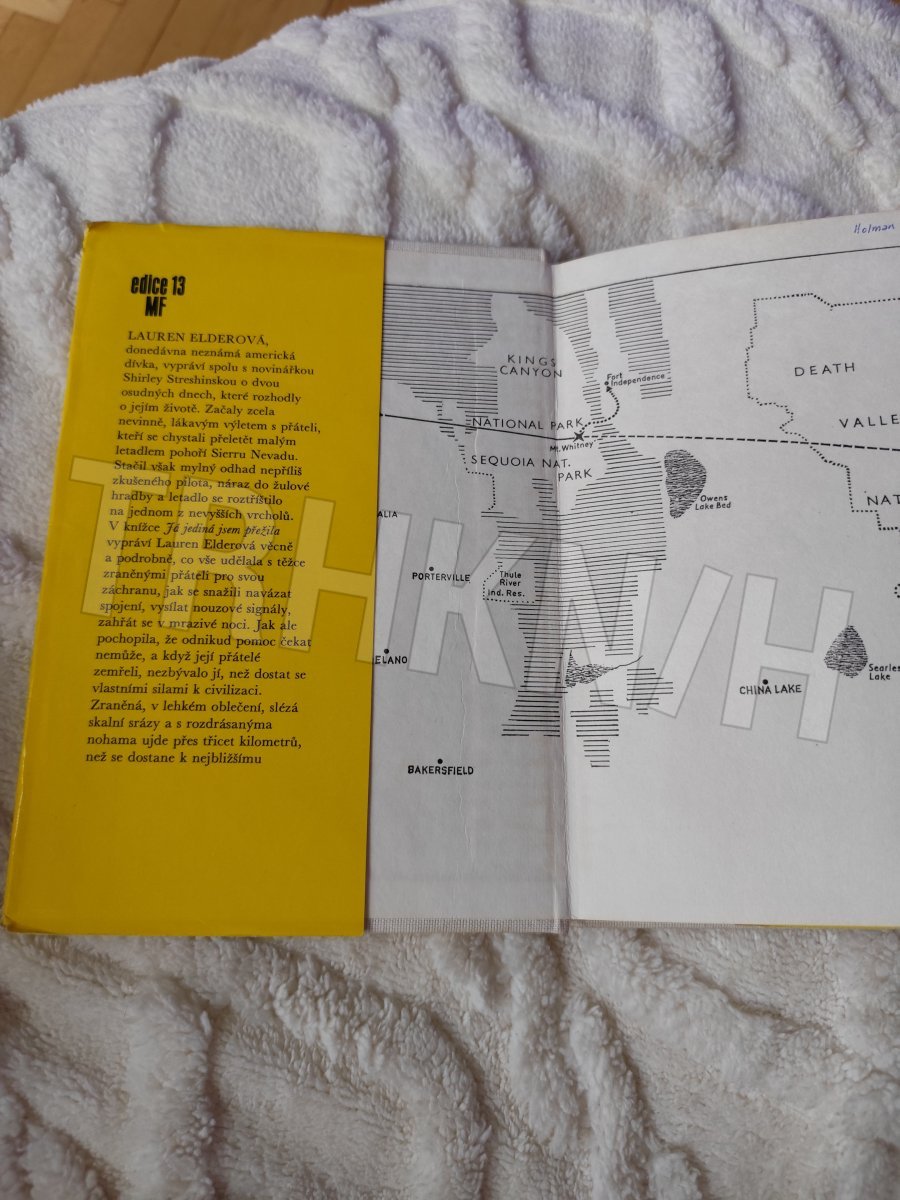 edice 13
MF
LAUREN ELDEROVÁ,
donedávna neznámá americká
dívka, vypráví spolu s novinářkou
Shirley Streshinskou o dvou
osudných dnech, které rozhodly
o jejím životě. Začaly zcela
nevinně, lákavým výletem s přáteli,
kteří se chystali přeletět malým
letadlem pohoří Sierru Nevadu.
Stačil však mylný odhad nepříliš
zkušeného pilota, náraz do žulové
hradby a letadlo se roztříštilo
na jednom z nevyšších vrcholů.
V knížce Já jediná jsem přežila
vypráví Lauren Elderová věcně
a podrobně, co vše udělala s těžce
zraněnými přáteli pro svou
záchranu, jak se snažili navázat
spojení, vysílat nouzové signály,
zahřát se v mrazivé noci. Jak ale
pochopila, že odnikud pomoc čekat
nemůže, a když její přátelé
zemřeli, nezbývalo jí, než dostat se
vlastními silami k civilizaci.
Zraněná, v lehkém oblečení, slézá
skalní srázy a s rozdrásanýma
nohama ujde přes třicet kilometrů,
než se dostane k nejbližšímu
Holman
KINGS
CANYON
NATIONAL PARK
Fort
Independence
Mt. Whitney
SEQUOIA NAT.
PARK
DEATH
VALLE
NAT
Owens
Lake Bed
ALIA
PORTERVILLE
Thule
River
ind. Res.
ELANO
Searles
Lake
CHINA LAKE
BAKERSFIELD